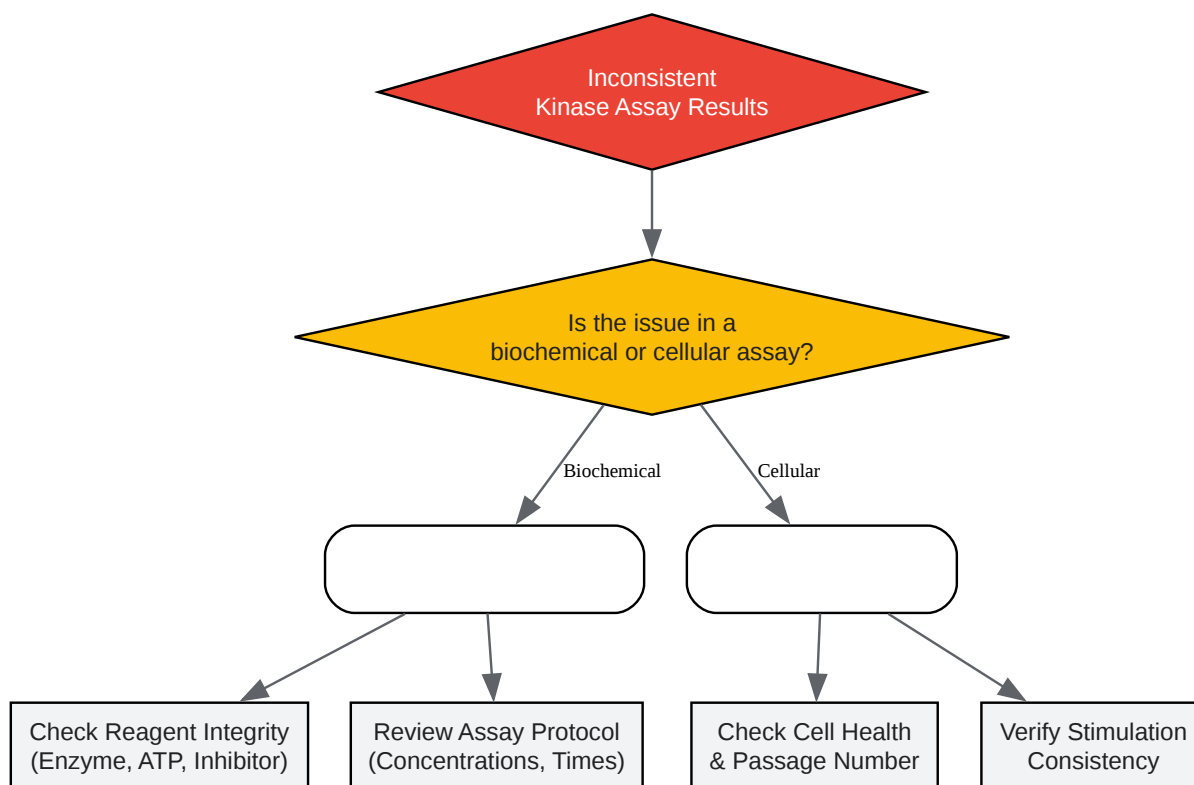 Inconsistent
Kinase Assay Results
Is the issue in a
biochemical or cellular assay?
Biochemical
Cellular
Check Reagent Integrity
(Enzyme, ATP, Inhibitor)
Review Assay Protocol
(Concentrations, Times)
Check Cell Health
& Passage Number
Verify Stimulation
Consistency